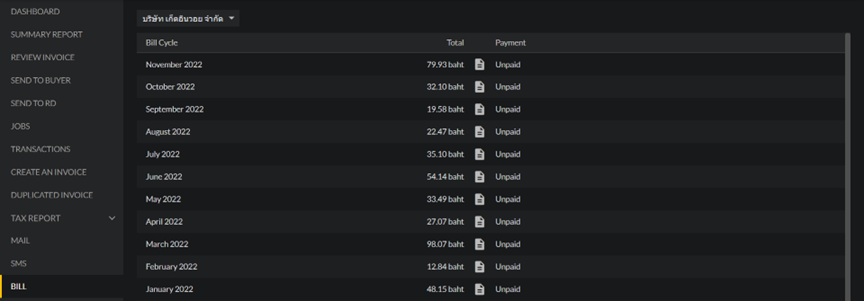 DASHBOARD
SUMMARY REPORT
REVIEW INVOICE
SEND TO BUYER
SEND TO RD
JOBS
TRANSACTIONS
CREATE AN INVOICE
DUPLICATED INVOICE
TAX REPORT
MAIL
SMS
BILL
บริษัท เก็ตอินวอย จำกัด
Bill Cycle Total Payment
November 2022 79.93 baht Unpaid
October 2022 32.10 baht Unpaid
September 2022 19.58 baht Unpaid
August 2022 22.47 baht Unpaid
July 2022 35.10 baht Unpaid
June 2022 54.14 baht Unpaid
May 2022 33.49 baht Unpaid
April 2022 27.07 baht Unpaid
March 2022 98.07 baht Unpaid
February 2022 12.84 baht Unpaid
January 2022 48.15 baht Unpaid